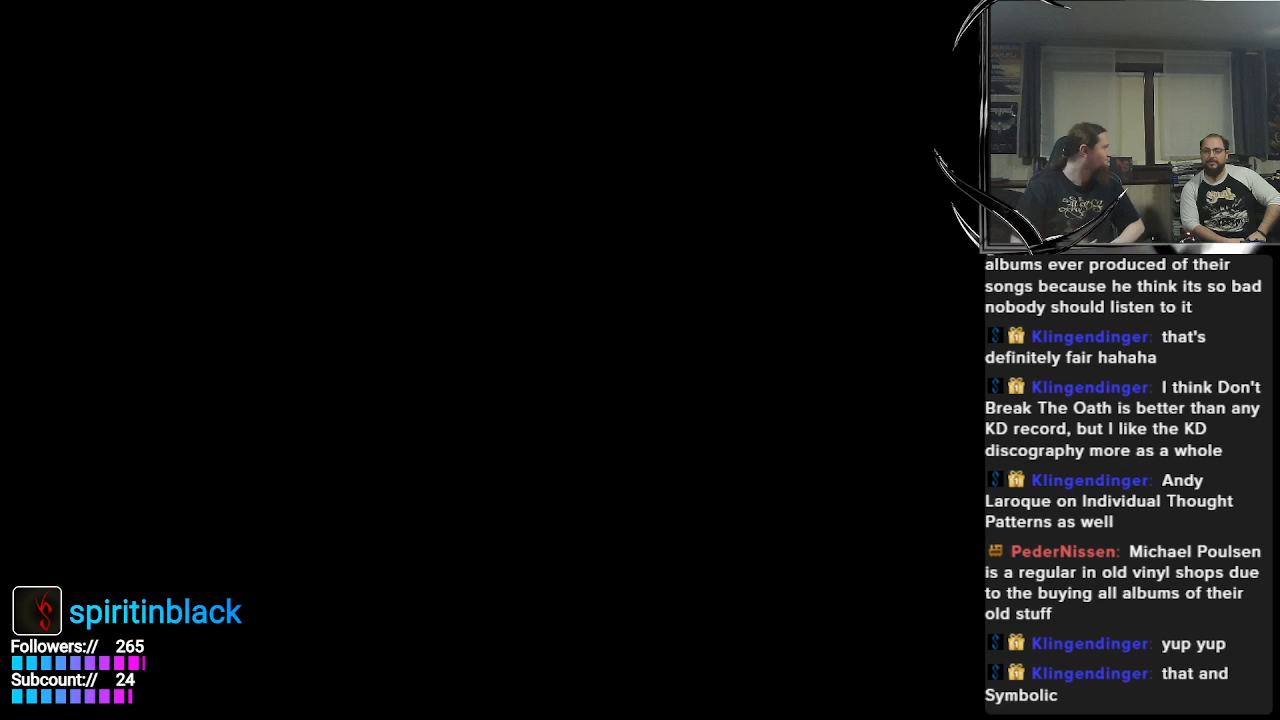 albums ever produced of their
songs because he think its so bad
nobody should listen to it
Klingendinger: that's
definitely fair hahaha
Klingendinger: I think Don't
Break The Oath is better than any
KD record, but I like the KD
discography more as a whole
Klingendinger: Andy
Laroque on Individual Thought
Patterns as well
PederNissen: Michael Poulsen
is a regular in old vinyl shops due
to the buying all albums of their
old stuff
Klingendinger: yup yup
Klingendinger: that and
Symbolic
spiritinblack
Followers:// 265
Subcount:// 24